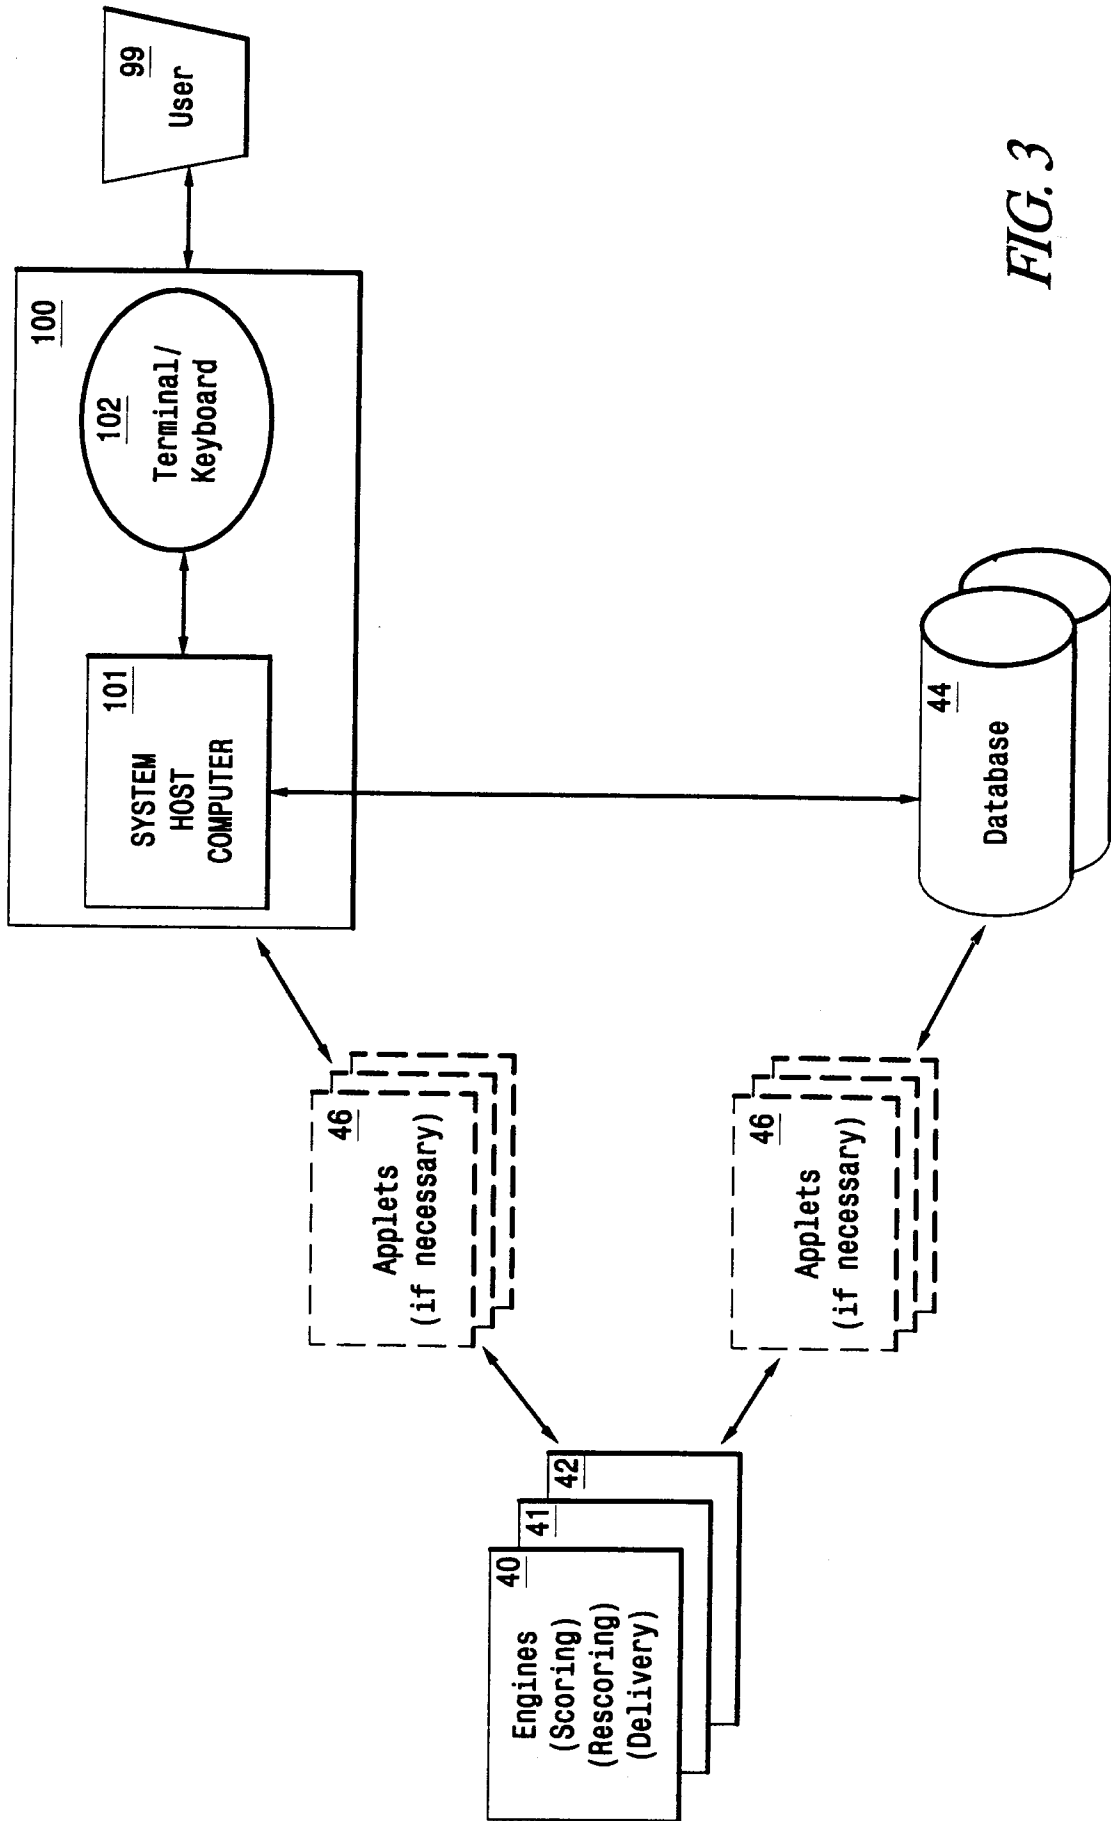 99
User
100
102
Terminal/
Keyboard
101
SYSTEM
HOST
COMPUTER
46
Applets
(if necessary)
46
Applets
(if necessary)
44
Database
40
41
42
Engines
(Scoring)
(Rescoring)
(Delivery)
FIG. 3